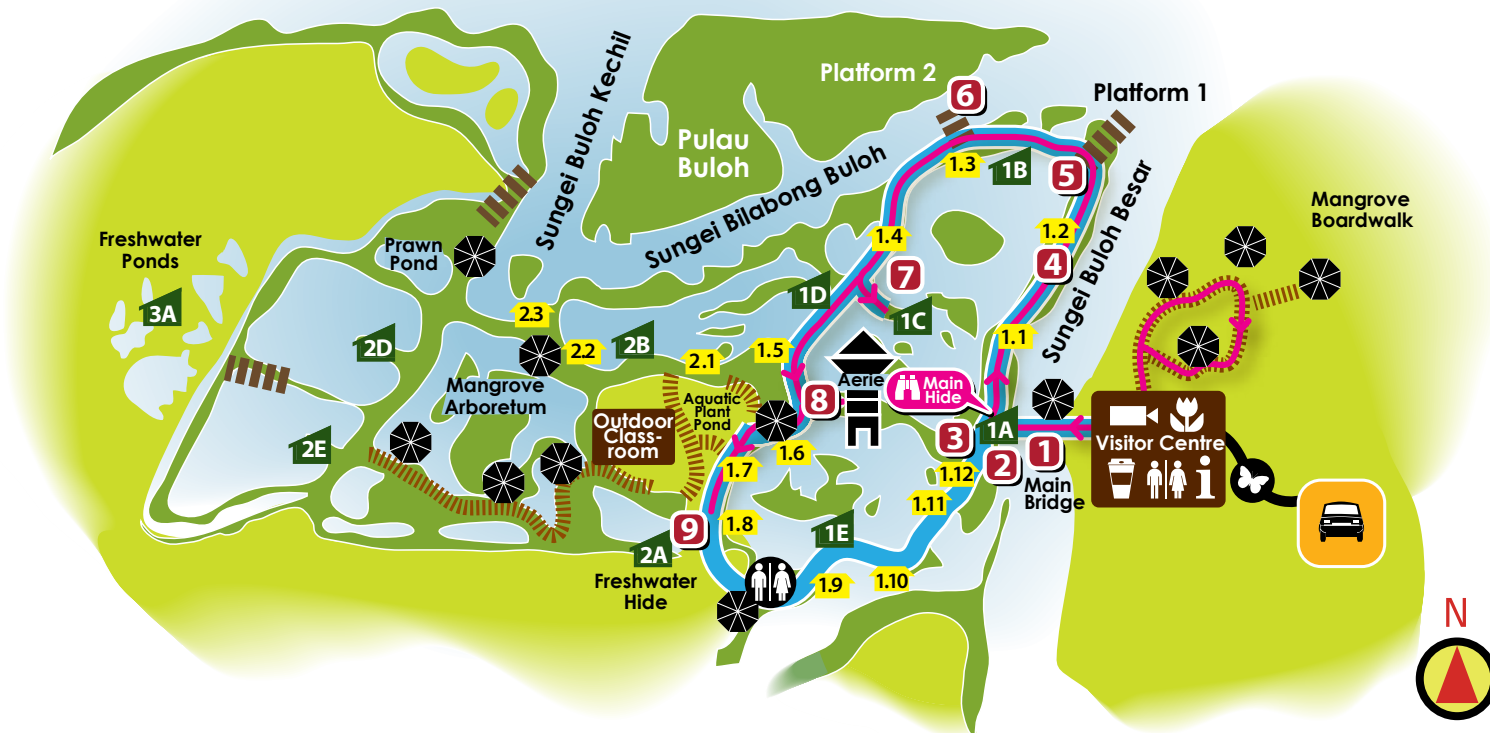 Sungei Buloh Kechil
Platform 2
6
Platform 1
Pulau
Buloh
Sungei Bilabong Buloh
1.3
1B
5
Sungei Buloh Besar
Mangrove
Boardwalk
Freshwater
Ponds
3A
Prawn
Pond
1.4
1.2
7
4
1D
1C
2.3
2.2
2B
2D
2.1
1.5
1.1
Aerie
Main
Hide
Mangrove
Arboretum
Aquatic
Plant
Pond
8
Outdoor
Class-
room
2E
1.6
1.7
3
1A
1
2
Main
Bridge
Visitor Centre
i
1.12
1.11
1.8
9
1E
2A
Freshwater
Hide
1.9
1.10
N